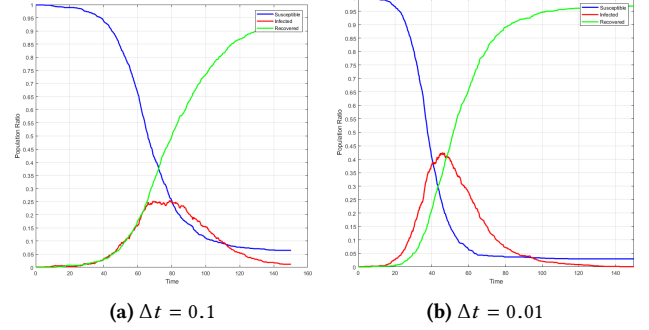 1
0.95
0.9
0.85
0.8
0.75
0.7
0.65
0.6
0.55
0.5
0.45
0.4
0.35
0.3
0.25
0.2
0.15
0.1
0.05
0
Population Ratio
0 20 40 60 80 100 120 140 160
Time
Susceptible
Infected
Recovered
(a) Δt = 0.1
0.95
0.9
0.85
0.8
0.75
0.7
0.65
0.6
0.55
0.5
0.45
0.4
0.35
0.3
0.25
0.2
0.15
0.1
0.05
0
Population Ratio
0 20 40 60 80 100 120 140
Time
Susceptible
Infected
Recovered
(b) Δt = 0.01